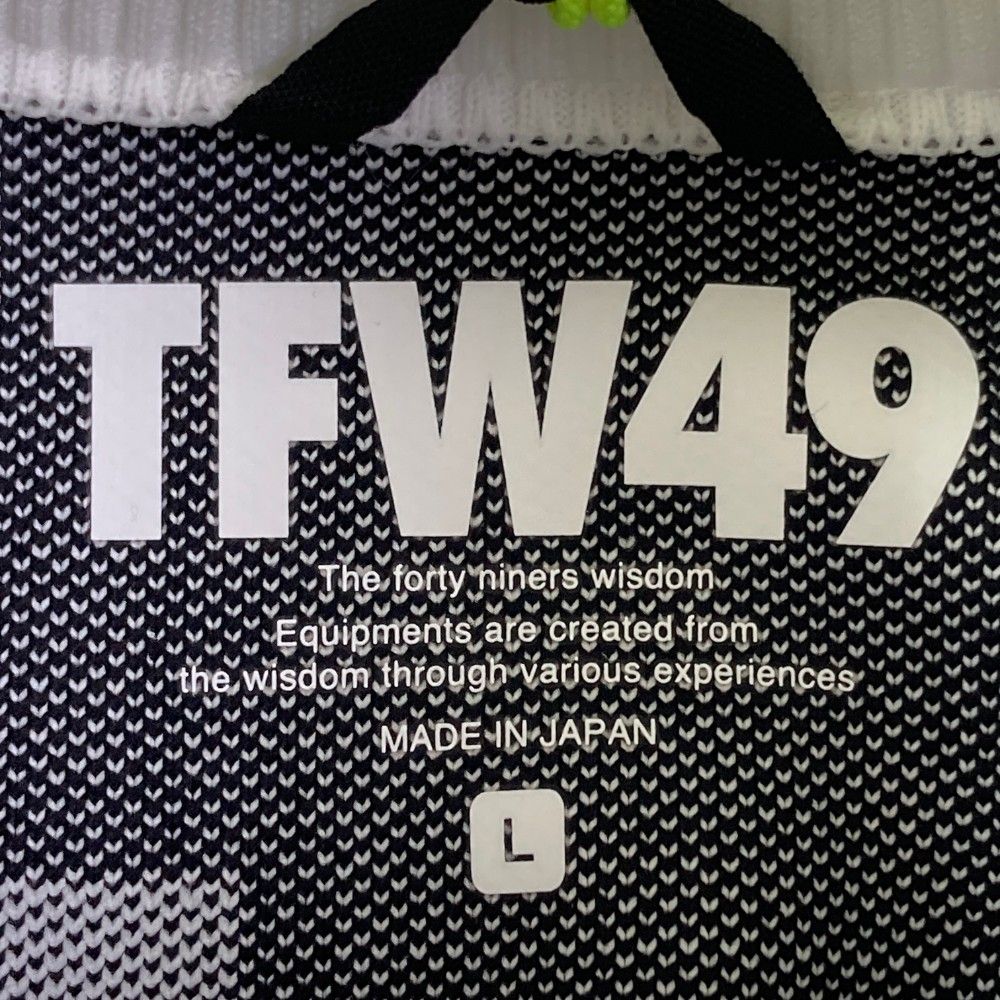 TFW49
The forty niners wisdom
Equipments are created from
the wisdom through various experiences
MADE IN JAPAN
L